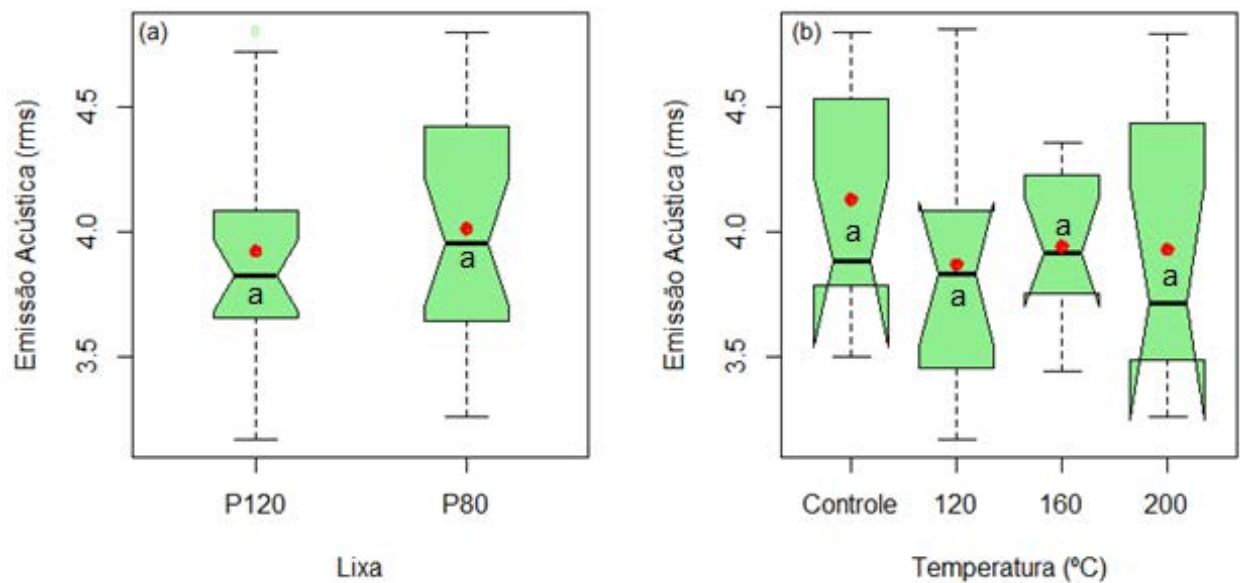 (a)
Emissão Acústica (rms)
4.5
4.0
3.5
a
a
P120 P80
Lixa
(b)
Emissão Acústica (rms)
4.5
4.0
3.5
a
a
a
a
Controle 120 160 200
Temperatura (ºC)